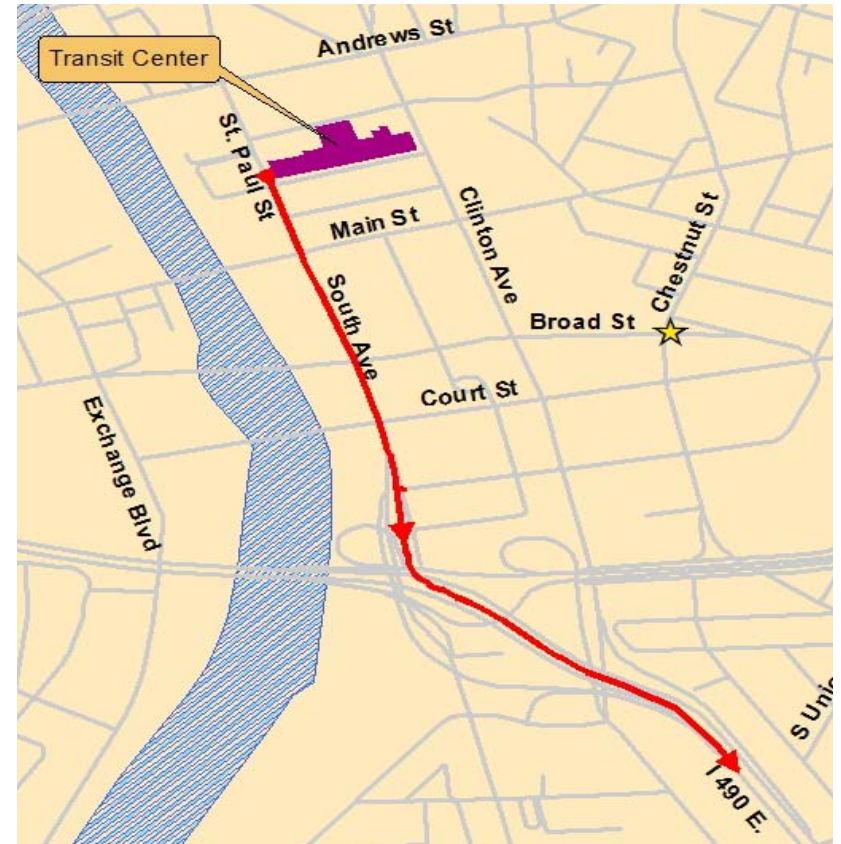 Andrews St
Transit Center
St. Paul St
Main St
Clinton Ave
Chestnut St
South Ave
Broad St
Court St
Exchange Blvd
S Unio
I 490 E.